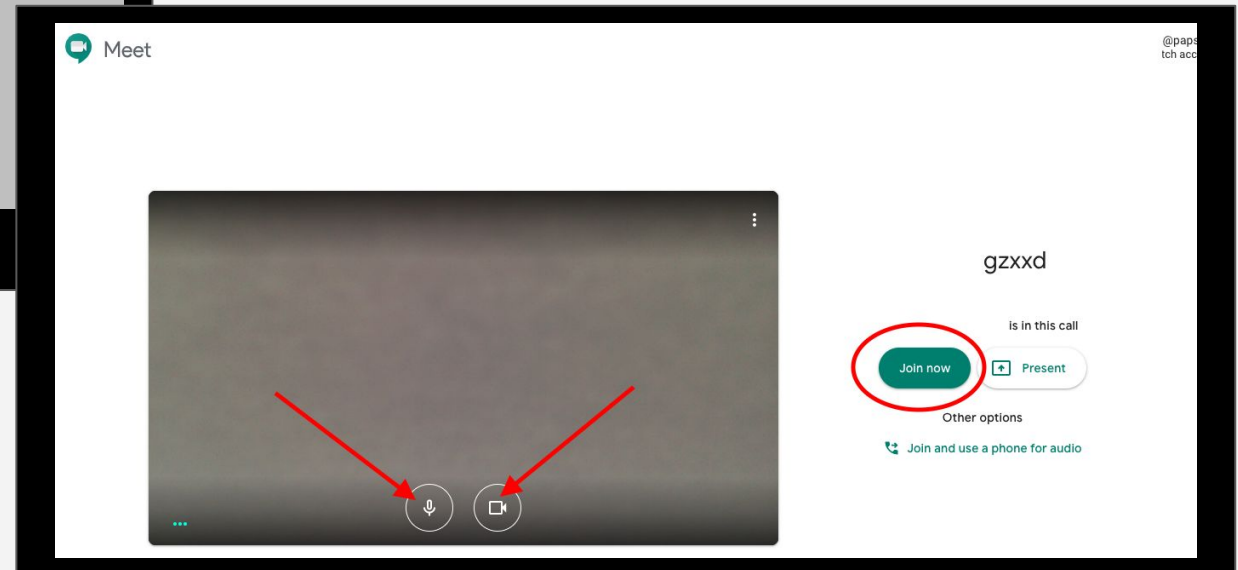 Meet
@paps
tch acc
gzxxd
is in this call
Join now
Present
Other options
Join and use a phone for audio